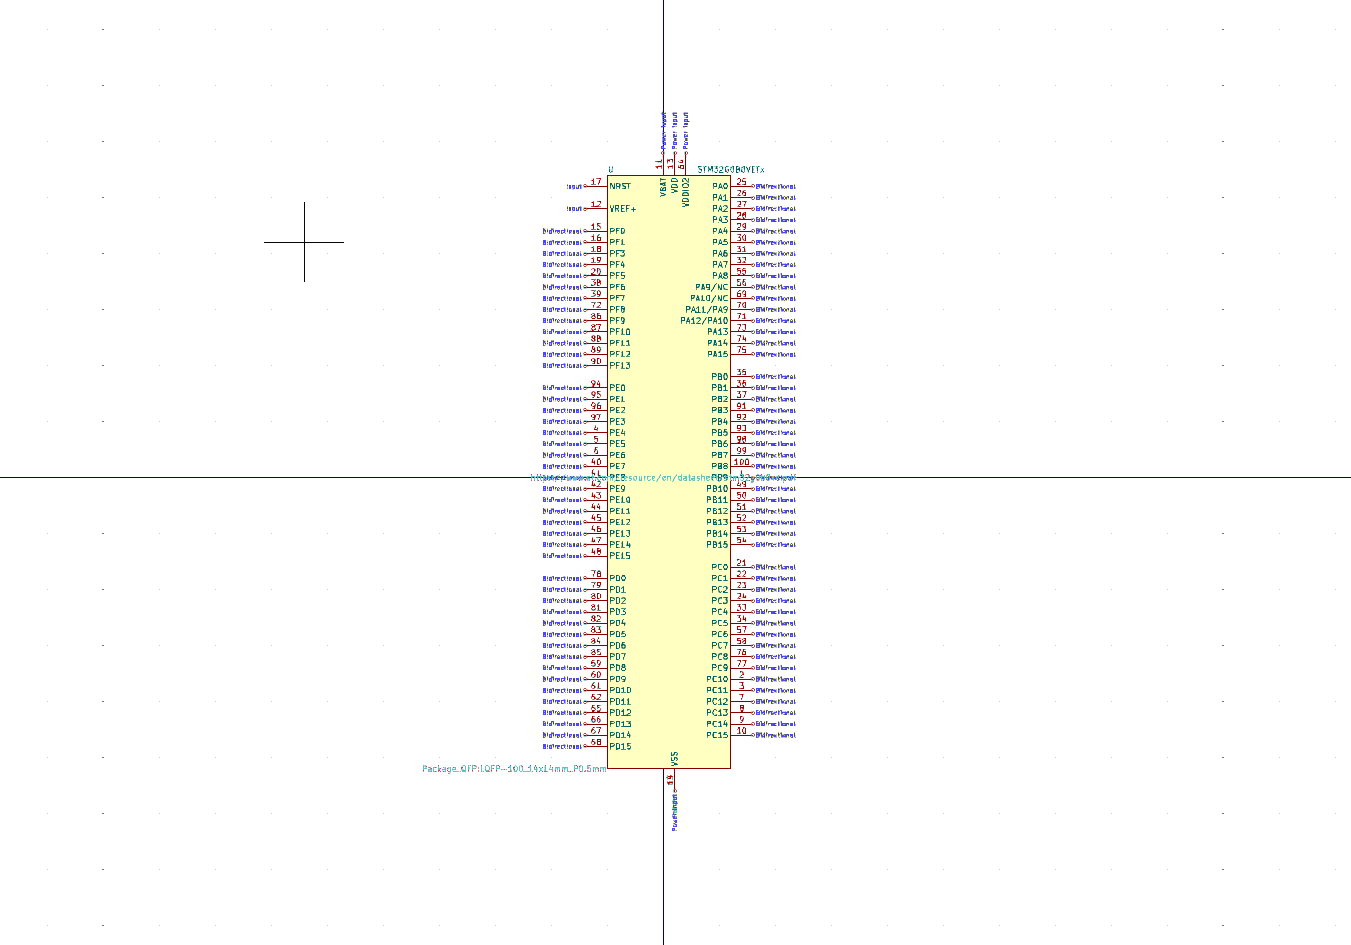 Power Input Power Input Power Input
11 13 64
U STM32G0B0VETx
VBAT VDD VDDIO2
Input 17 NRST PA0 25 Bidirectional
PA1 26 Bidirectional
Input 12 VREF+ PA2 27 Bidirectional
PA3 28 Bidirectional
Bidirectional 15 PF0 PA4 29 Bidirectional
Bidirectional 16 PF1 PA5 30 Bidirectional
Bidirectional 18 PF3 PA6 31 Bidirectional
Bidirectional 19 PF4 PA7 32 Bidirectional
Bidirectional 20 PF5 PA8 55 Bidirectional
Bidirectional 38 PF6 PA9/NC 56 Bidirectional
Bidirectional 39 PF7 PA10/NC 69 Bidirectional
Bidirectional 72 PF8 PA11/PA9 70 Bidirectional
Bidirectional 86 PF9 PA12/PA10 71 Bidirectional
Bidirectional 87 PF10 PA13 73 Bidirectional
Bidirectional 88 PF11 PA14 74 Bidirectional
Bidirectional 89 PF12 PA15 75 Bidirectional
Bidirectional 90 PF13
PB0 35 Bidirectional
Bidirectional 94 PE0 PB1 36 Bidirectional
Bidirectional 95 PE1 PB2 37 Bidirectional
Bidirectional 96 PE2 PB3 91 Bidirectional
Bidirectional 97 PE3 PB4 92 Bidirectional
Bidirectional 4 PE4 PB5 93 Bidirectional
Bidirectional 5 PE5 PB6 98 Bidirectional
Bidirectional 6 PE6 PB7 99 Bidirectional
Bidirectional 40 PE7 PB8 100 Bidirectional
41 PE8 PB9 1
Bidirectional 42 PE9 PB10 49 Bidirectional
Bidirectional 43 PE10 PB11 50 Bidirectional
Bidirectional 44 PE11 PB12 51 Bidirectional
Bidirectional 45 PE12 PB13 52 Bidirectional
Bidirectional 46 PE13 PB14 53 Bidirectional
Bidirectional 47 PE14 PB15 54 Bidirectional
Bidirectional 48 PE15
PC0 21 Bidirectional
Bidirectional 78 PD0 PC1 22 Bidirectional
Bidirectional 79 PD1 PC2 23 Bidirectional
Bidirectional 80 PD2 PC3 24 Bidirectional
Bidirectional 81 PD3 PC4 33 Bidirectional
Bidirectional 82 PD4 PC5 34 Bidirectional
Bidirectional 83 PD5 PC6 57 Bidirectional
Bidirectional 84 PD6 PC7 58 Bidirectional
Bidirectional 85 PD7 PC8 76 Bidirectional
Bidirectional 59 PD8 PC9 77 Bidirectional
Bidirectional 60 PD9 PC10 2 Bidirectional
Bidirectional 61 PD10 PC11 3 Bidirectional
Bidirectional 62 PD11 PC12 7 Bidirectional
Bidirectional 65 PD12 PC13 8 Bidirectional
Bidirectional 66 PD13 PC14 9 Bidirectional
Bidirectional 67 PD14 PC15 10 Bidirectional
Bidirectional 68 PD15
VSS
Package_QFP:LQFP-100_14x14mm_P0.5mm
14
Power Input